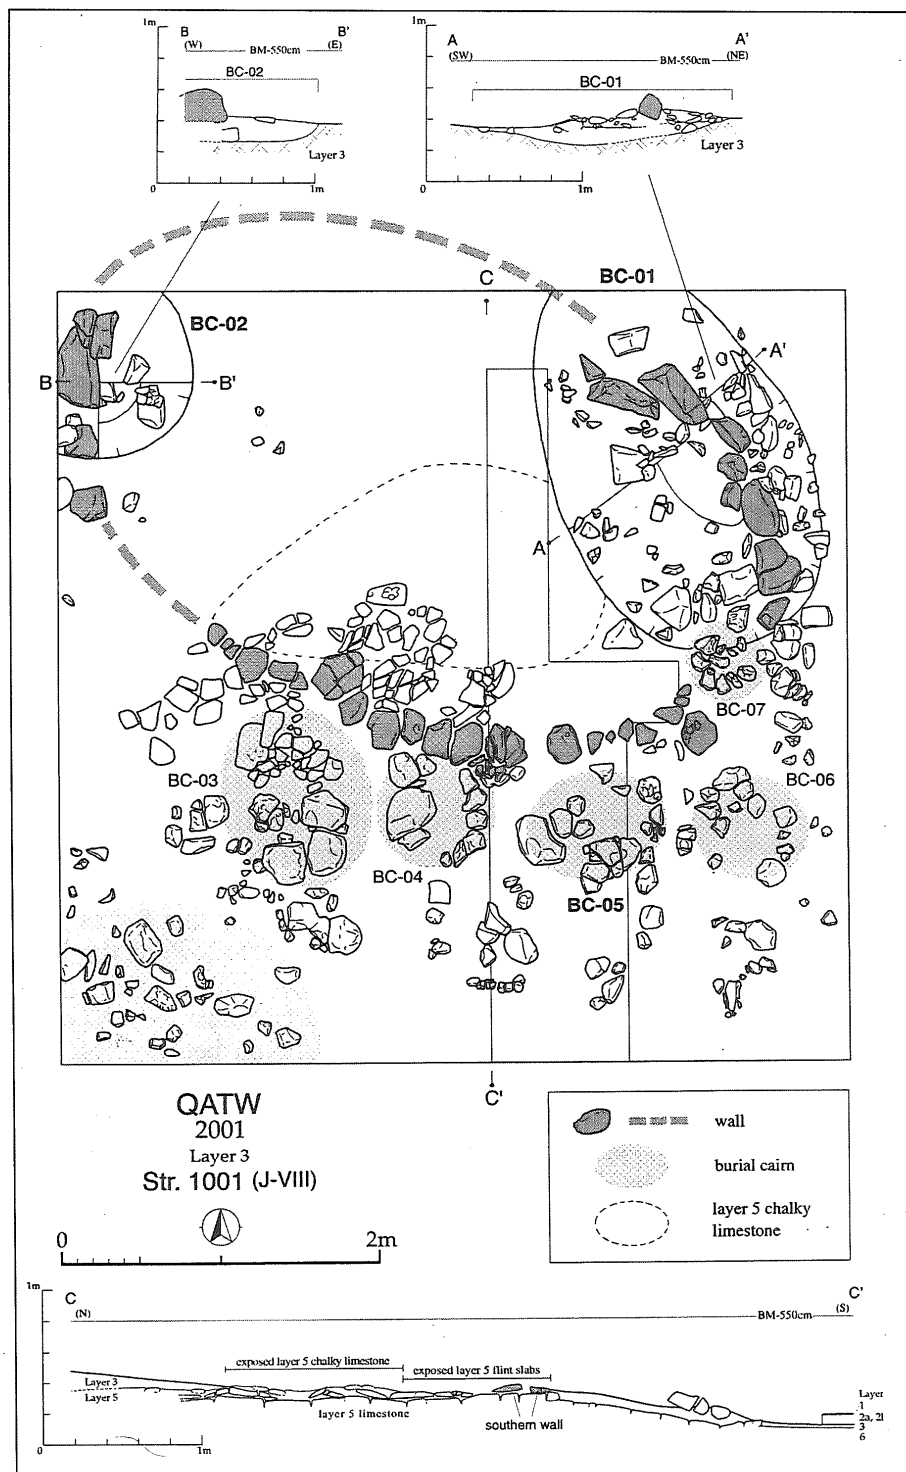 1m
B
B'
(W)
(E)
BM-550cm
BC-02
Layer 3
0
1m
1m
A
A'
(SW)
(NE)
BM-550cm
BC-01
Layer 3
0
1m
C
BC-01
BC-02
A'
B
B'
A
BC-07
BC-03
BC-06
BC-04
BC-05
C'
QATW
2001
Layer 3
Str. 1001 (J-VIII)
0
2m
wall
burial cairn
layer 5 chalky
limestone
1m
C
C'
(N)
(S)
BM-550cm
exposed layer 5 chalky limestone
exposed layer 5 flint slabs
Layer 3
Layer 5
layer 5 limestone
southern wall
Layer
1
2a, 2l
3
6
0
1m